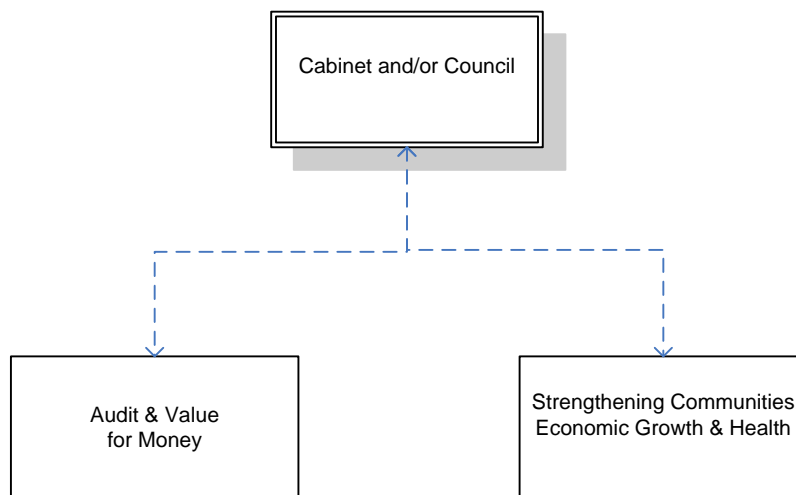 Cabinet and/or Council
Audit & Value
for Money
Strengthening Communities
Economic Growth & Health